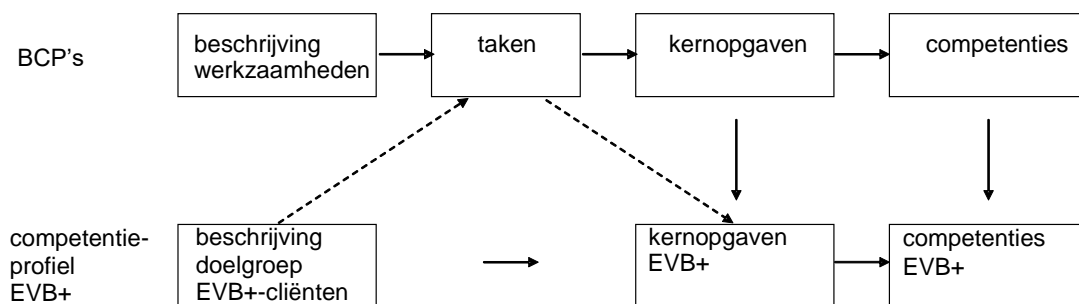 BCP's
beschrijving
werkzaamheden
taken
kernopgaven
competenties
competentie-
profiel
EVB+
beschrijving
doelgroep
EVB+-cliënten
kernopgaven
EVB+
competenties
EVB+